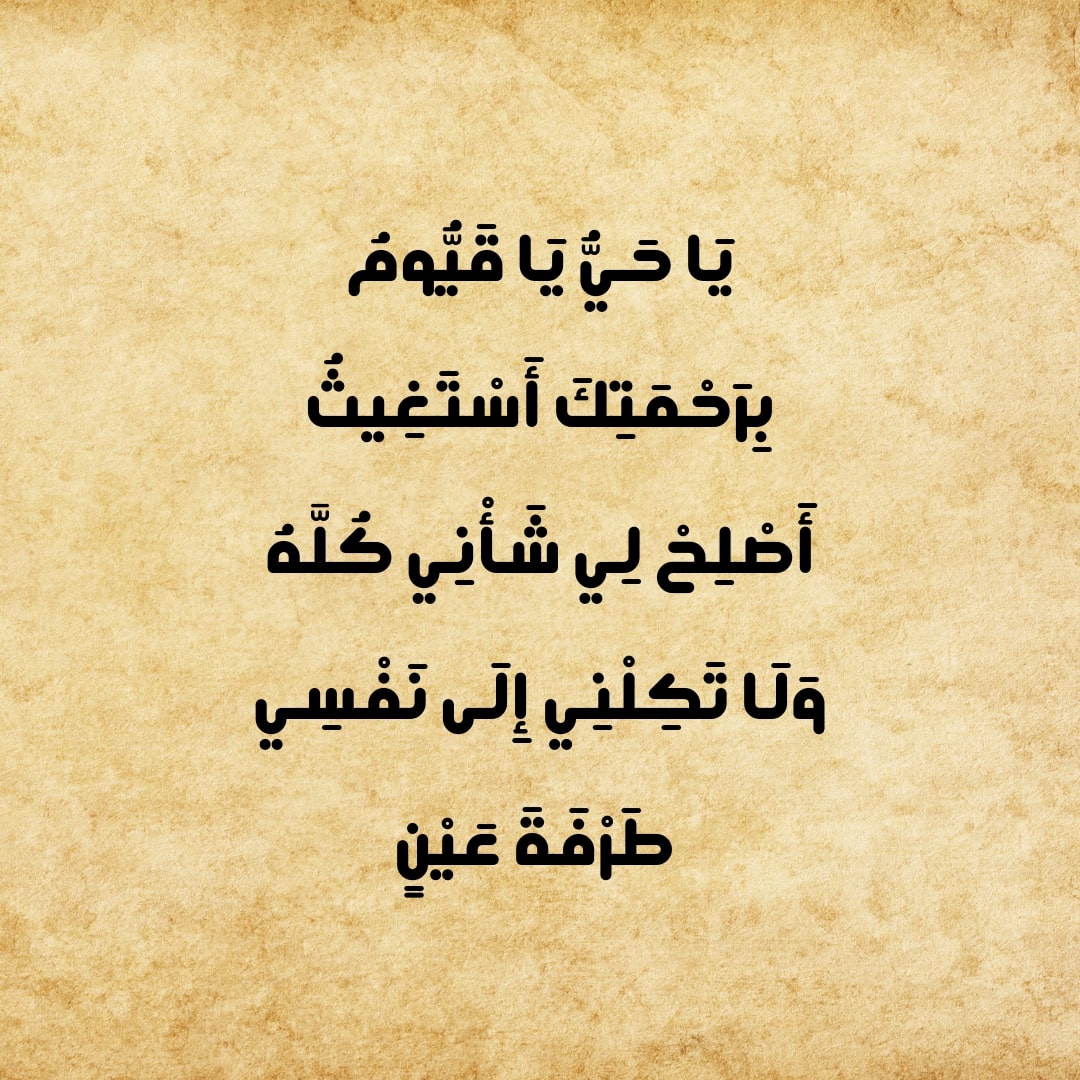 يَا حَيُّ يَا قَيُّومُ
بِرَحْمَتِكَ أَسْتَغِيثُ
أَصْلِحْ لِي شَأْنِي كُلَّهُ
وَلَا تَكِلْنِي إِلَى نَفْسِي
طَرْفَةَ عَيْنٍ